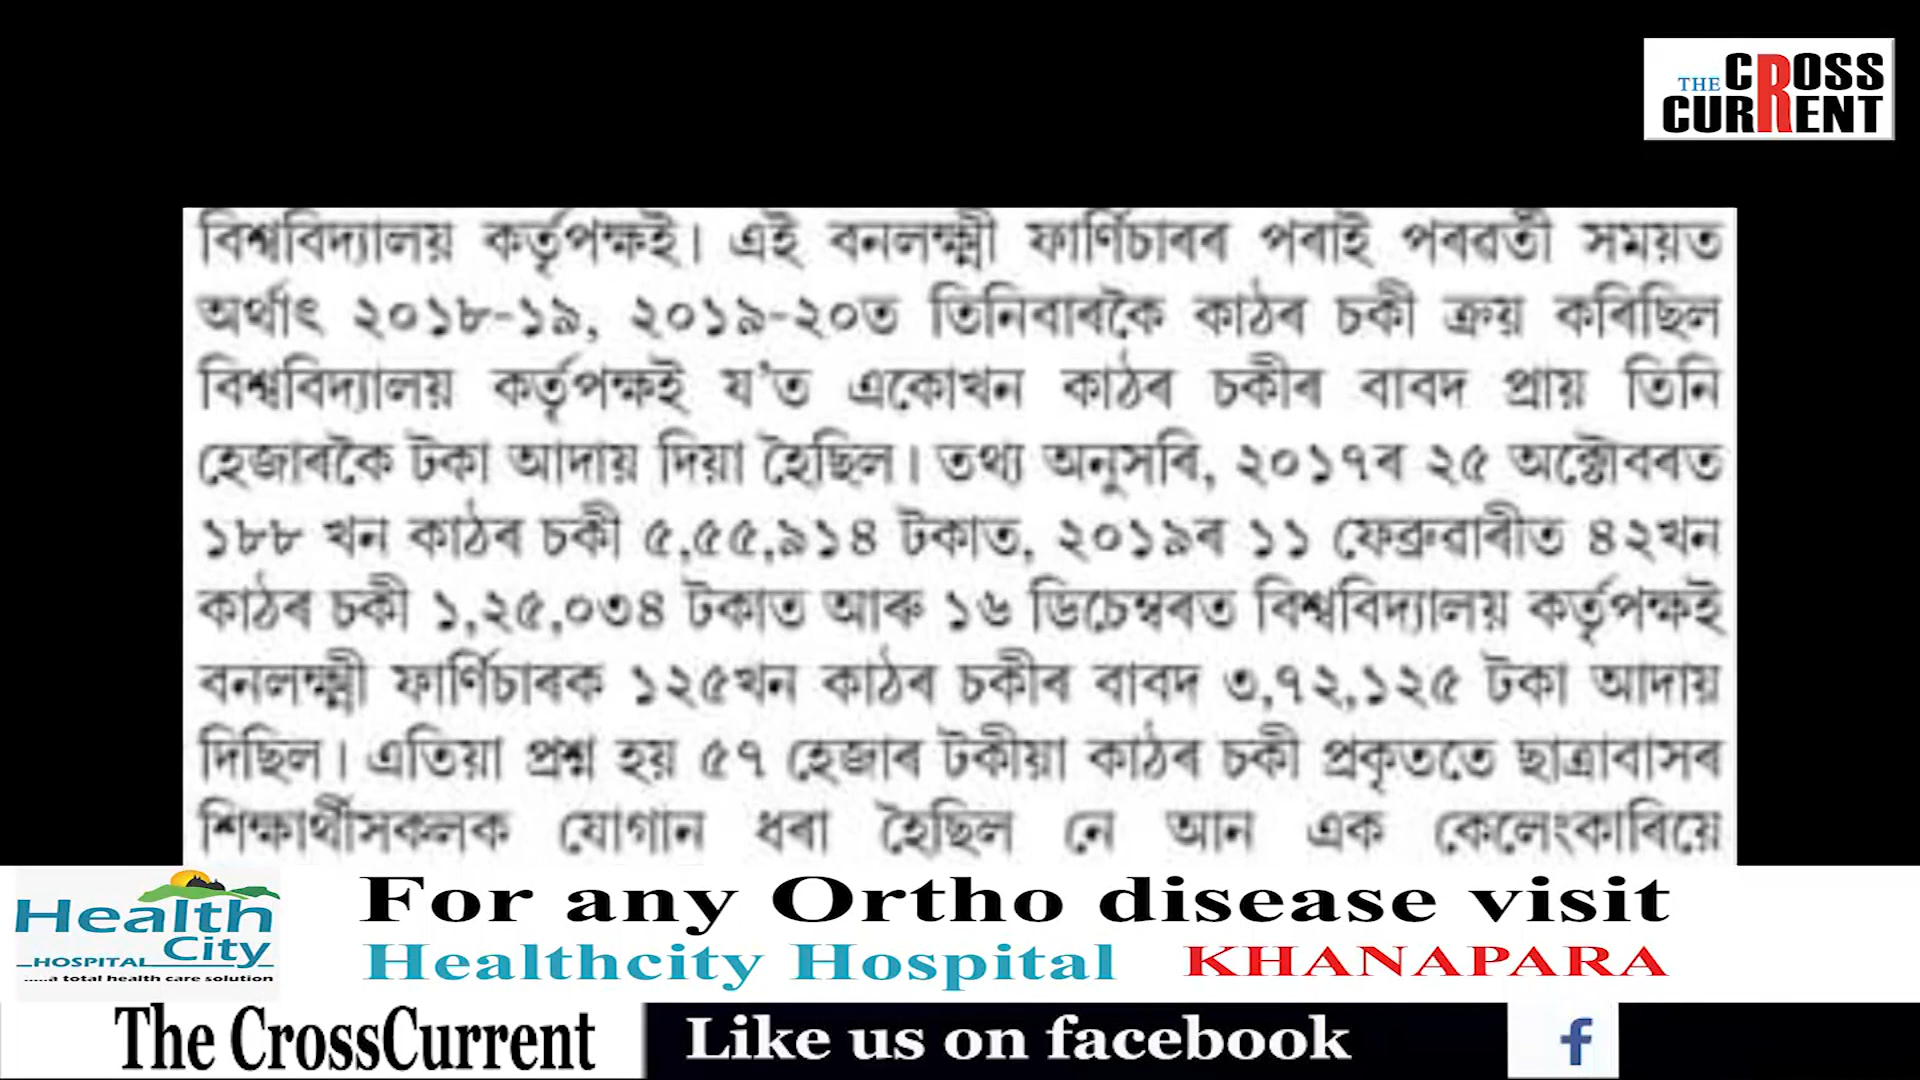 THE CROSS
CURRENT
বিশ্ববিদ্যালয় কৰ্তৃপক্ষই। এই বনলক্ষ্মী ফাৰ্ণিচাৰৰ পৰাই পৰৱৰ্তী সময়ত
অৰ্থাৎ ২০১৮-১৯, ২০১৯-২০ত তিনিবাৰকৈ কাঠৰ চকী ক্ৰয় কৰিছিল
বিশ্ববিদ্যালয় কৰ্তৃপক্ষই য'ত একোখন কাঠৰ চকীৰ বাবদ প্ৰায় তিনি
হেজাৰকৈ টকা আদায় দিয়া হৈছিল। তথ্য অনুসৰি, ২০১৭ৰ ২৫ অক্টোবৰত
১৮৮ খন কাঠৰ চকী ৫,৫৫,৯১৪ টকাত, ২০১৯ৰ ১১ ফেব্ৰুৱাৰীত ৪২খন
কাঠৰ চকী ১,২৫,০৩৪ টকাত আৰু ১৬ ডিচেম্বৰত বিশ্ববিদ্যালয় কৰ্তৃপক্ষই
বনলক্ষ্মী ফাৰ্ণিচাৰক ১২৫খন কাঠৰ চকীৰ বাবদ ৩,৭২,১২৫ টকা আদায়
দিছিল। এতিয়া প্ৰশ্ন হয় ৫৭ হেজাৰ টকীয়া কাঠৰ চকী প্ৰকৃততে ছাত্ৰাবাসৰ
শিক্ষাৰ্থীসকলক যোগান ধৰা হৈছিল নে আন এক কেলেংকাৰিয়ে
Health
City
HOSPITAL
.....a total health care solution
For any Ortho disease visit
Healthcity Hospital KHANAPARA
The CrossCurrent
Like us on facebook
f